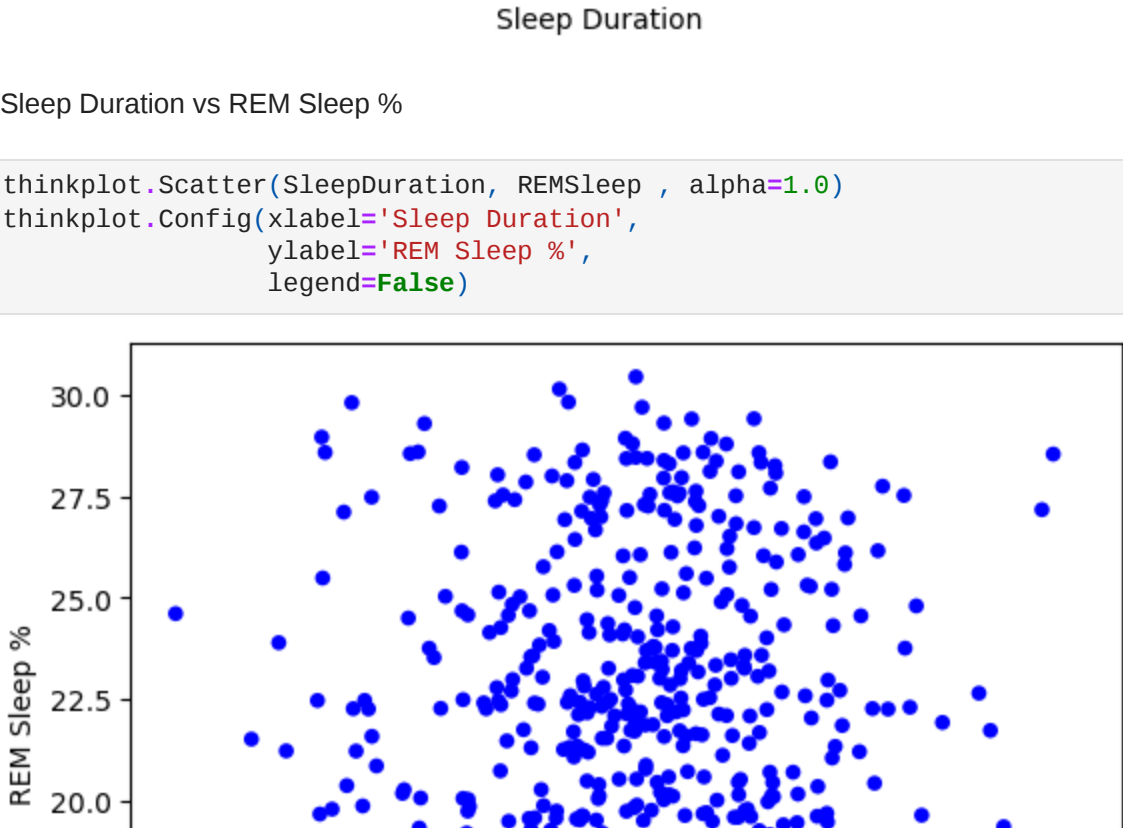 Sleep Duration
Sleep Duration vs REM Sleep %
thinkplot.Scatter(SleepDuration, REMSleep , alpha=1.0)
thinkplot.Config(xlabel='Sleep Duration',
                 ylabel='REM Sleep %',
                 legend=False)
30.0
27.5
25.0
22.5
20.0
REM Sleep %